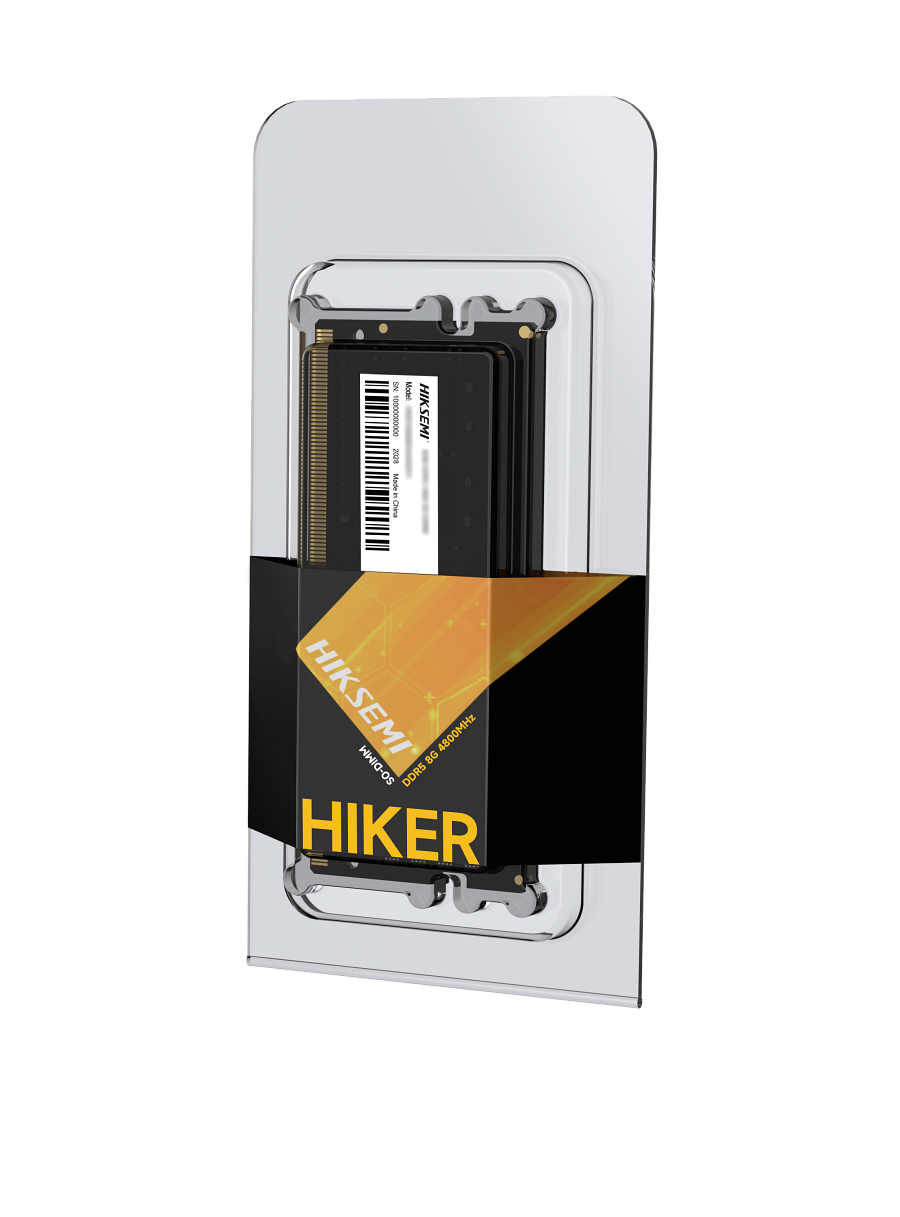 HIKSEMI
Model:
SN: 10000000000 2028 Made in China
HIKSEMI
SO-DIMM
DDR5 8G 4800MHz
HIKER